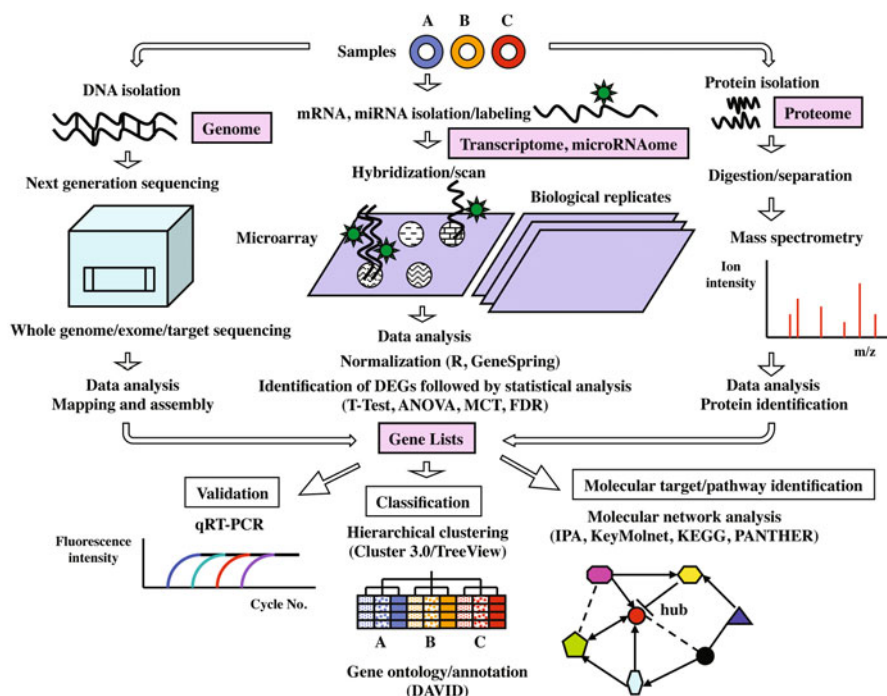 A B C
Samples
DNA isolation
Genome
Next generation sequencing
Whole genome/exome/target sequencing
Data analysis
Mapping and assembly
mRNA, miRNA isolation/labeling
Transcriptome, microRNAome
Hybridization/scan
Microarray
Biological replicates
Data analysis
Normalization (R, GeneSpring)
Identification of DEGs followed by statistical analysis
(T-Test, ANOVA, MCT, FDR)
Protein isolation
Proteome
Digestion/separation
Mass spectrometry
Ion
intensity
m/z
Data analysis
Protein identification
Gene Lists
Validation
qRT-PCR
Fluorescence
intensity
Cycle No.
Classification
Hierarchical clustering
(Cluster 3.0/TreeView)
A B C
Gene ontology/annotation
(DAVID)
Molecular target/pathway identification
Molecular network analysis
(IPA, KeyMolnet, KEGG, PANTHER)
hub